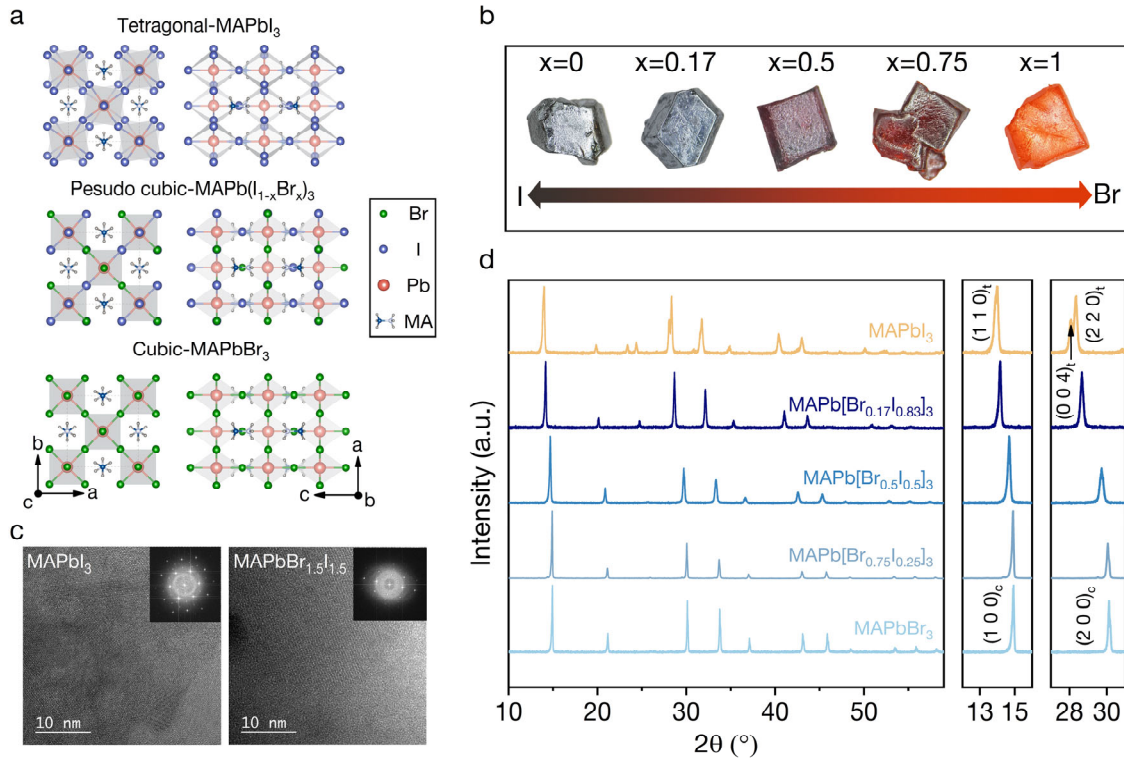 a
Tetragonal-MAPbI3
Pesudo cubic-MAPb(I1-xBrx)3
Br
I
Pb
MA
Cubic-MAPbBr3
b
c
a
a
c
b
b
x=0 x=0.17 x=0.5 x=0.75 x=1
I Br
c
MAPbI3
10 nm
MAPbBr1.5I1.5
10 nm
d
Intensity (a.u.)
MAPbI3
MAPb[Br0.17I0.83]3
MAPb[Br0.5I0.5]3
MAPb[Br0.75I0.25]3
MAPbBr3
(1 1 0)t
(1 0 0)c
(0 0 4)t
(2 2 0)t
(2 0 0)c
10 20 30 40 50
13 15
28 30
2θ (°)